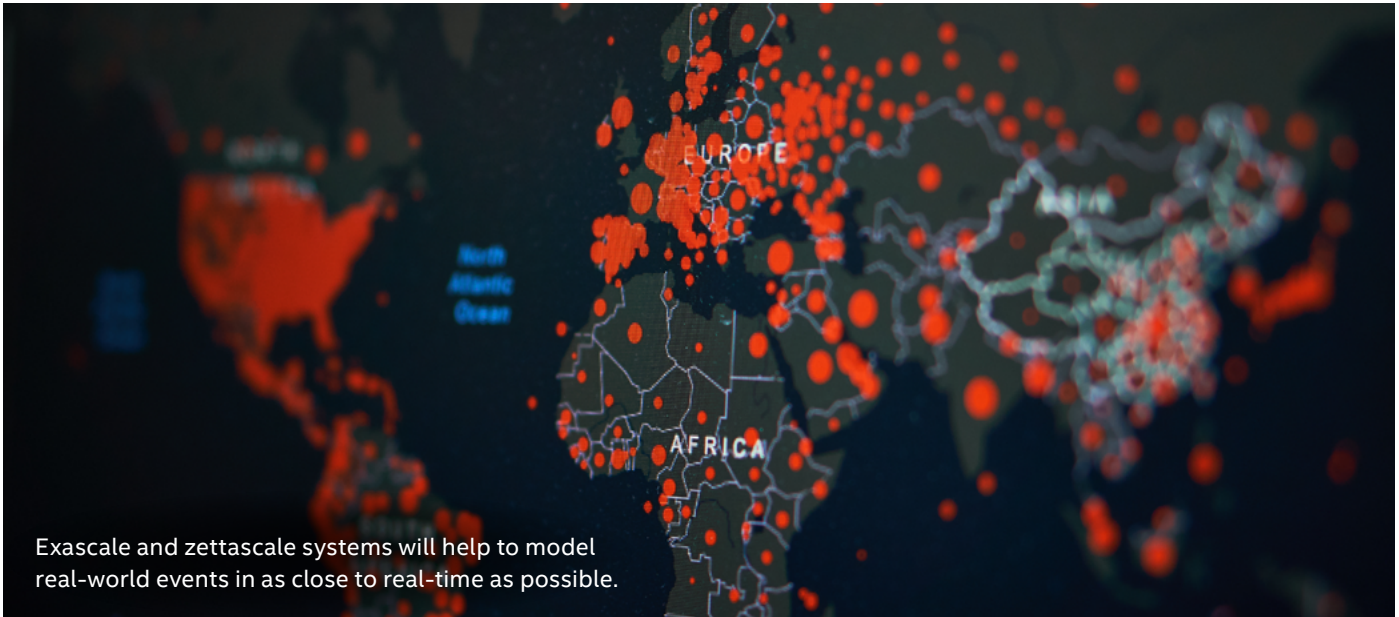 EUROPE
North
Atlantic
Ocean
AFRICA
Exascale and zettascale systems will help to model
real-world events in as close to real-time as possible.